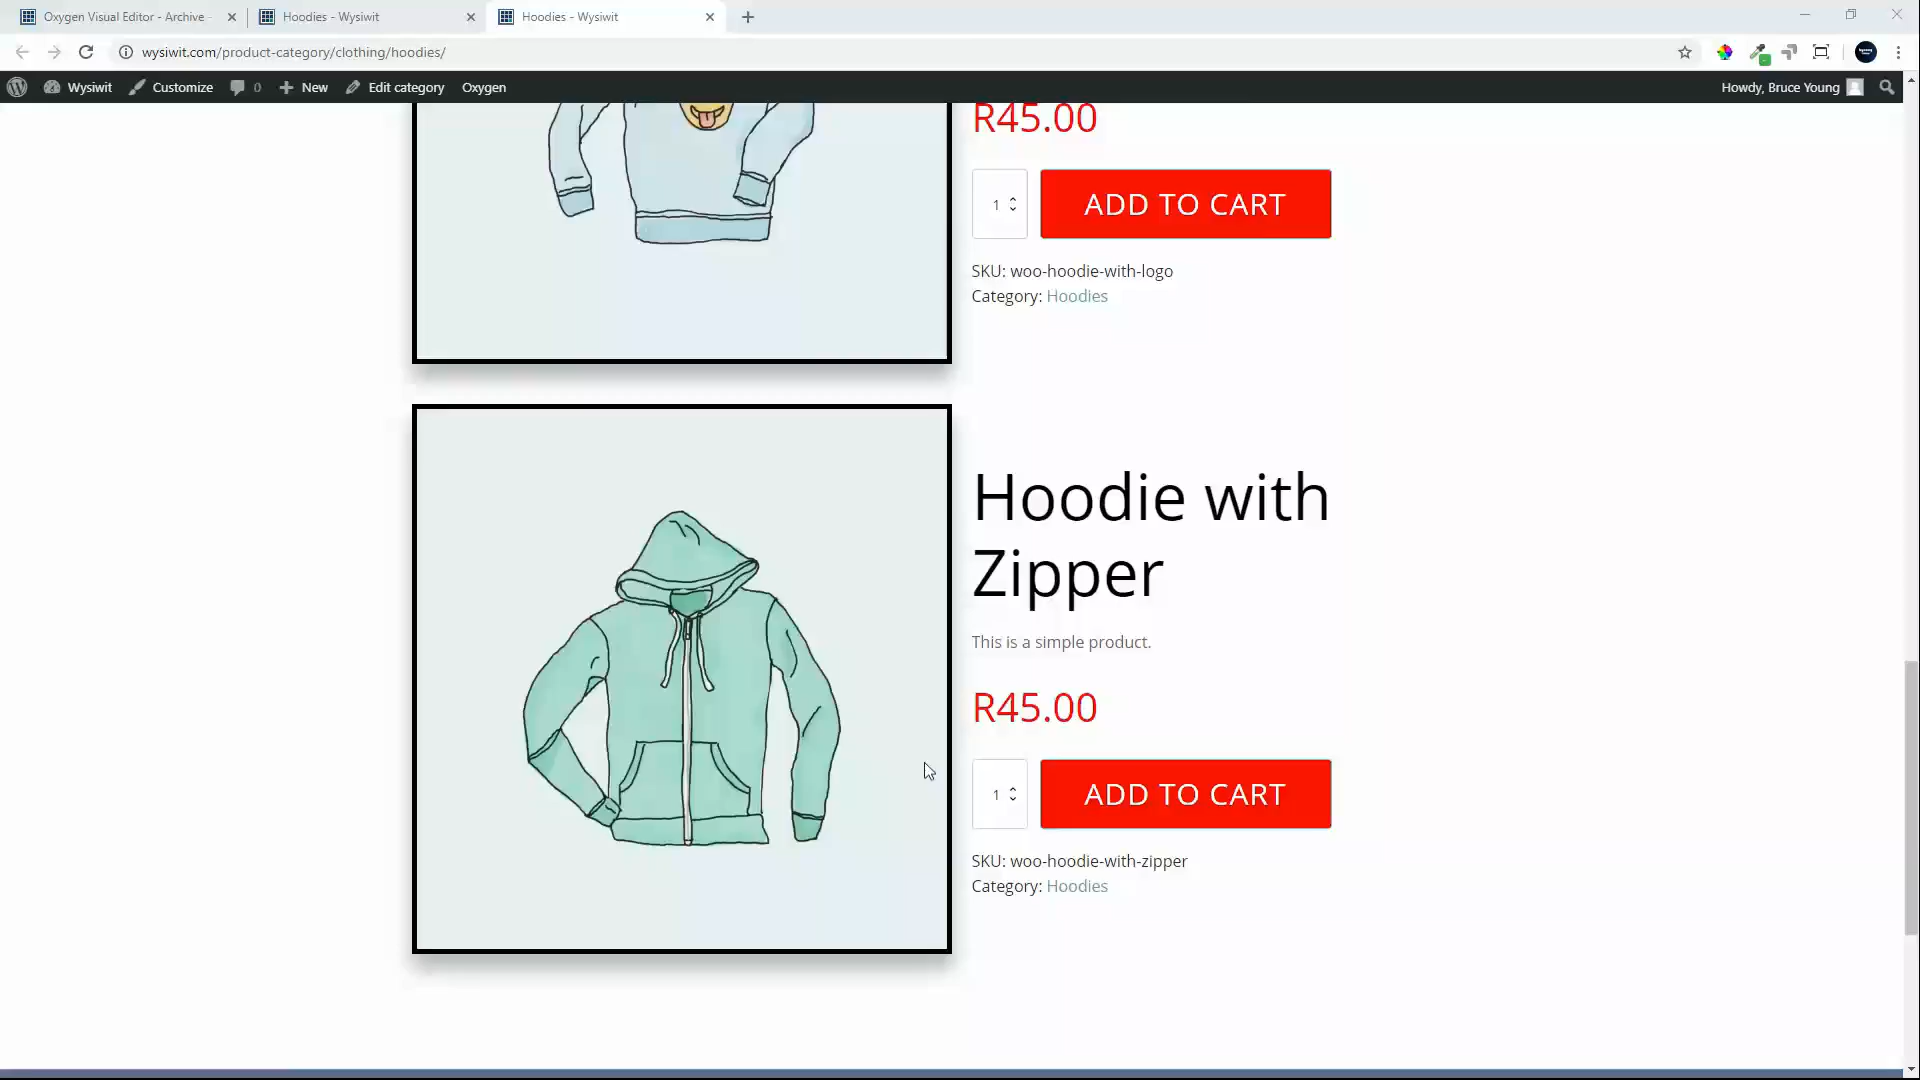 Oxygen Visual Editor - Archive -
Hoodies - Wysiwit
Hoodies - Wysiwit
wysiwit.com/product-category/clothing/hoodies/
Wysiwit
Customize
0
New
Edit category
Oxygen
Howdy, Bruce Young
R45.00
1
ADD TO CART
SKU: woo-hoodie-with-logo
Category: Hoodies
Hoodie with
Zipper
This is a simple product.
R45.00
1
ADD TO CART
SKU: woo-hoodie-with-zipper
Category: Hoodies